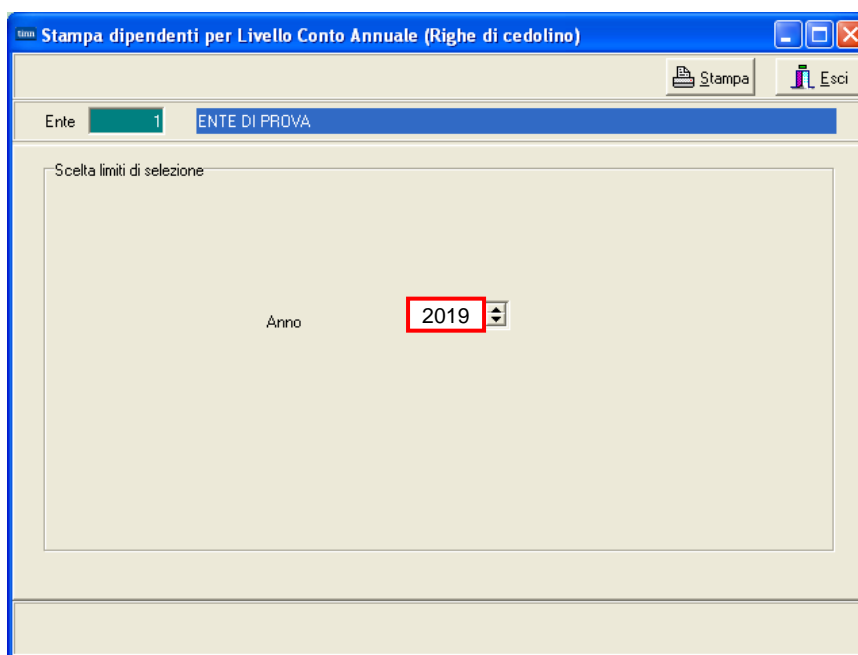 tinn Stampa dipendenti per Livello Conto Annuale (Righe di cedolino)
Stampa Esci
Ente 1 ENTE DI PROVA
Scelta limiti di selezione
Anno 2019